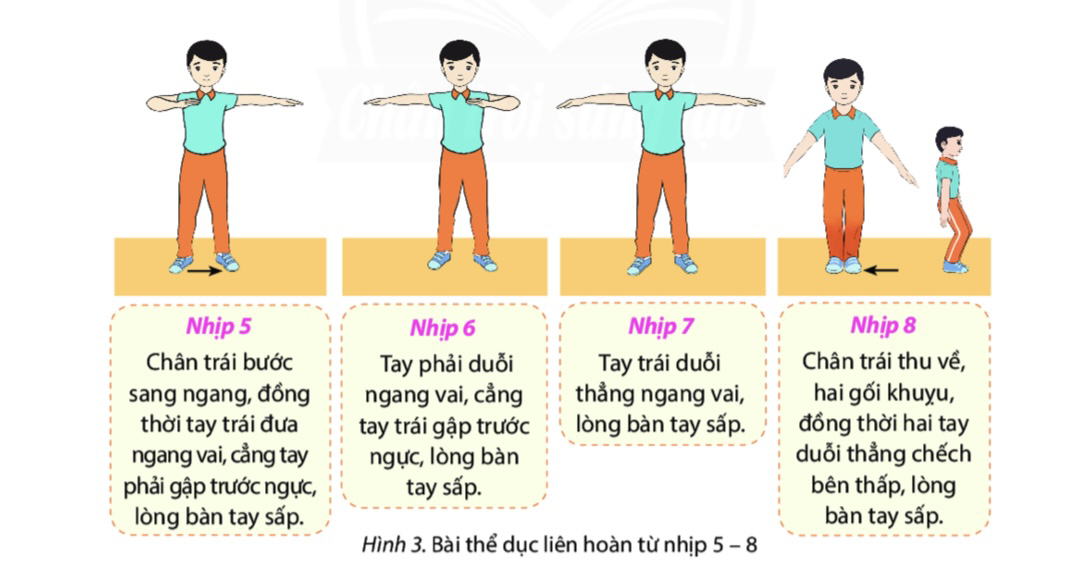 Chân trời sáng tạo
Nhịp 5
Chân trái bước
sang ngang, đồng
thời tay trái đưa
ngang vai, cẳng tay
phải gập trước ngực,
lòng bàn tay sấp.
Nhịp 6
Tay phải duỗi
ngang vai, cẳng
tay trái gập trước
ngực, lòng bàn
tay sấp.
Nhịp 7
Tay trái duỗi
thẳng ngang vai,
lòng bàn tay sấp.
Nhịp 8
Chân trái thu về,
hai gối khuỵu,
đồng thời hai tay
duỗi thẳng chếch
bên thấp, lòng
bàn tay sấp.
Hình 3. Bài thể dục liên hoàn từ nhịp 5 – 8